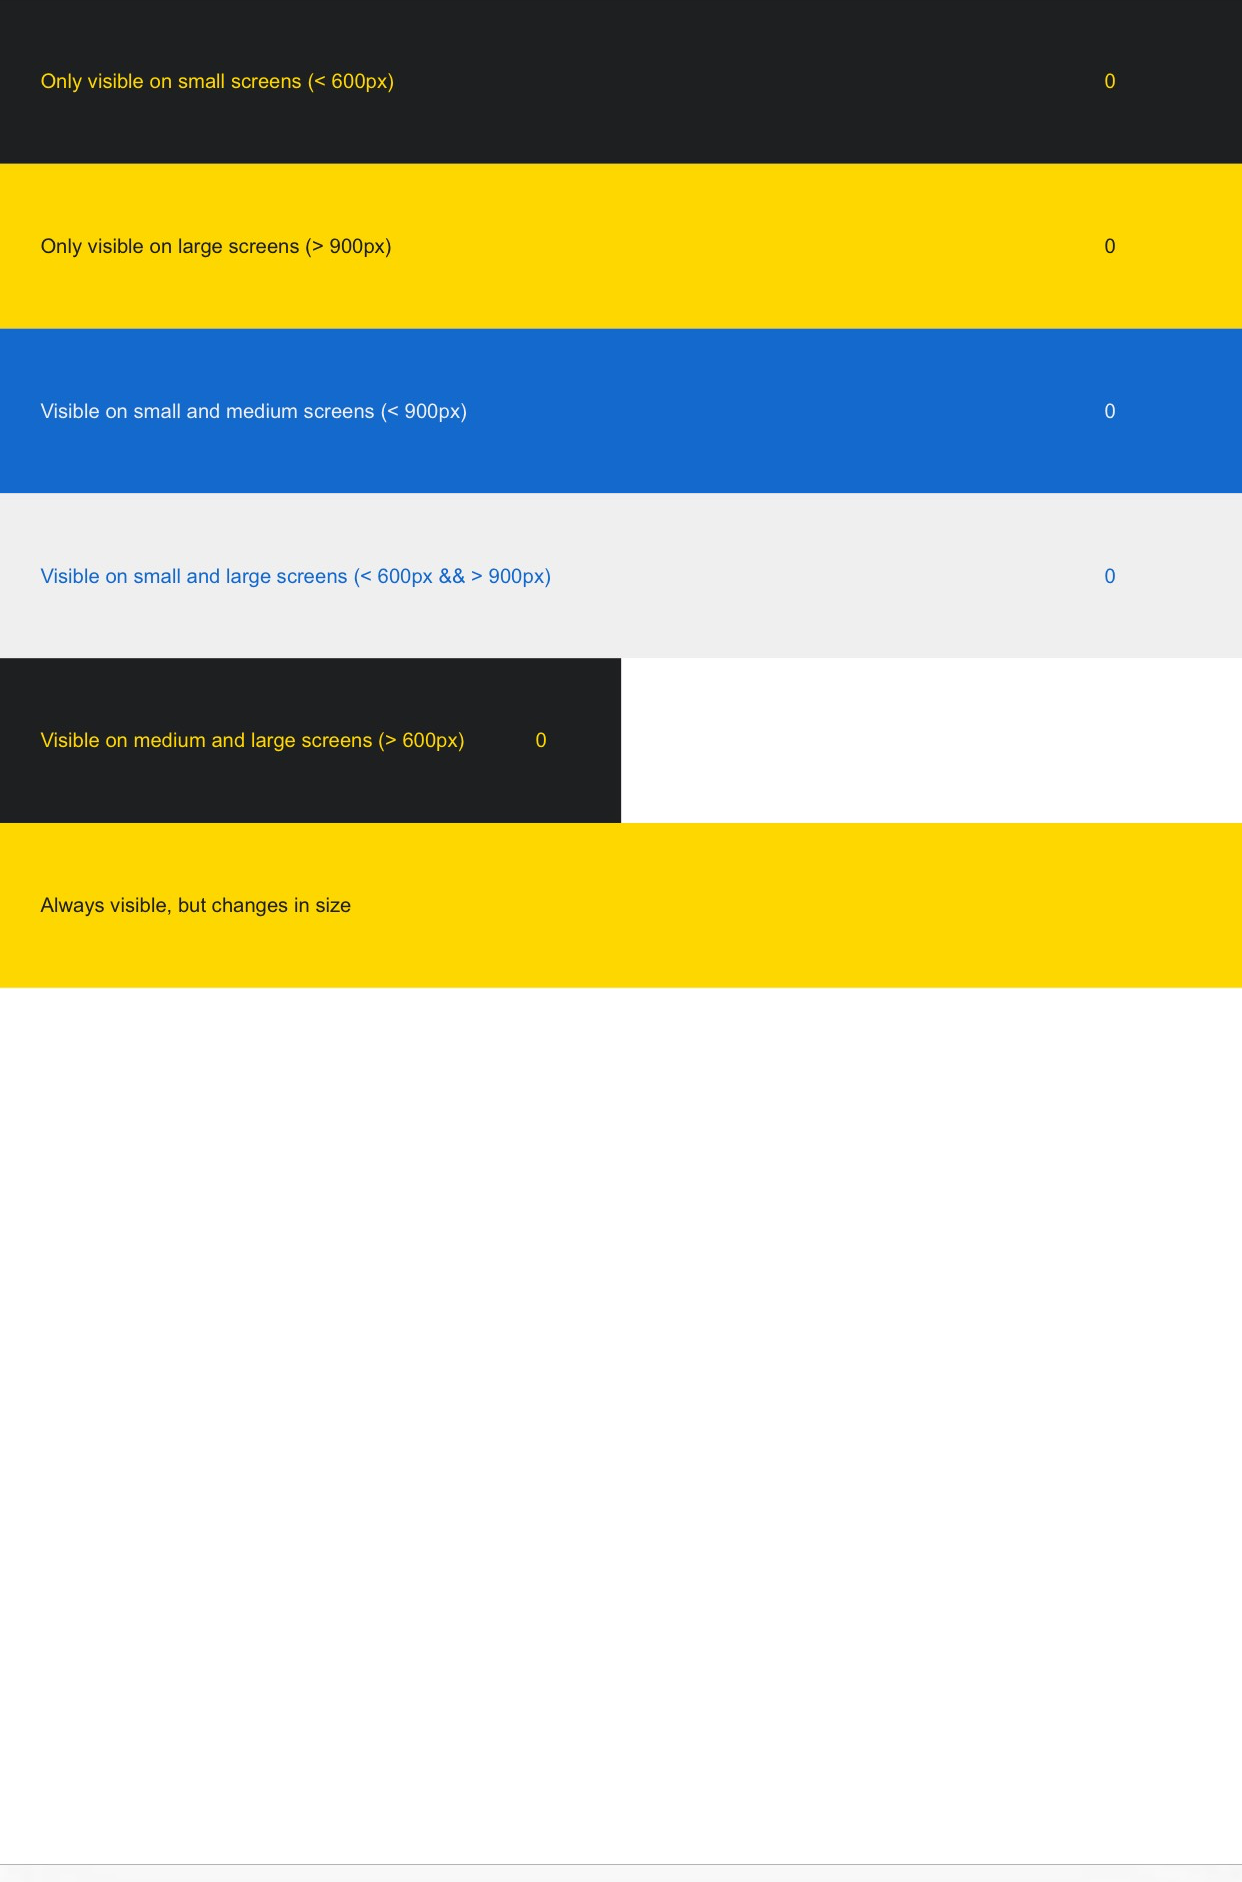 Only visible on small screens (< 600px) 0
Only visible on large screens (> 900px) 0
Visible on small and medium screens (< 900px) 0
Visible on small and large screens (< 600px && > 900px) 0
Visible on medium and large screens (> 600px) 0
Always visible, but changes in size